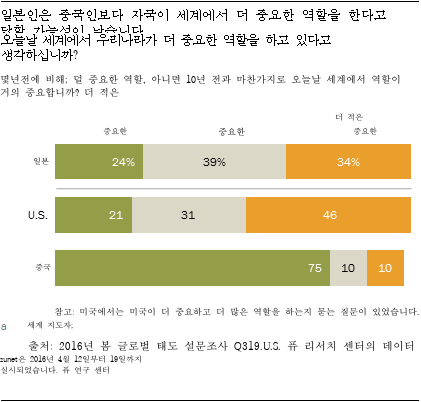 일본인은 중국인보다 자국이 세계에서 더 중요한 역할을 한다고
답할 가능성이 낮습니다
오늘날 세계에서 우리나라가 더 중요한 역할을 하고 있다고
생각하십니까?
몇년전에 비해; 덜 중요한 역할, 아니면 10년 전과 마찬가지로 오늘날 세계에서 역할이
거의 중요합니까? 더 적은
더 적은
중요한 중요한 중요한
일본 24% 39% 34%
U.S. 21 31 46
중국 75 10 10
참고: 미국에서는 미국이 더 중요하고 더 많은 역할을 하는지 묻는 질문이 있었습니다.
a 세계 지도자;
출처: 2016년 봄 글로벌 태도 설문조사 Q319.U.S. 퓨 리서치 센터의 데이터
zunet은 2016년 4월 12일부터 19일까지
실시되었습니다. 퓨 연구 센터